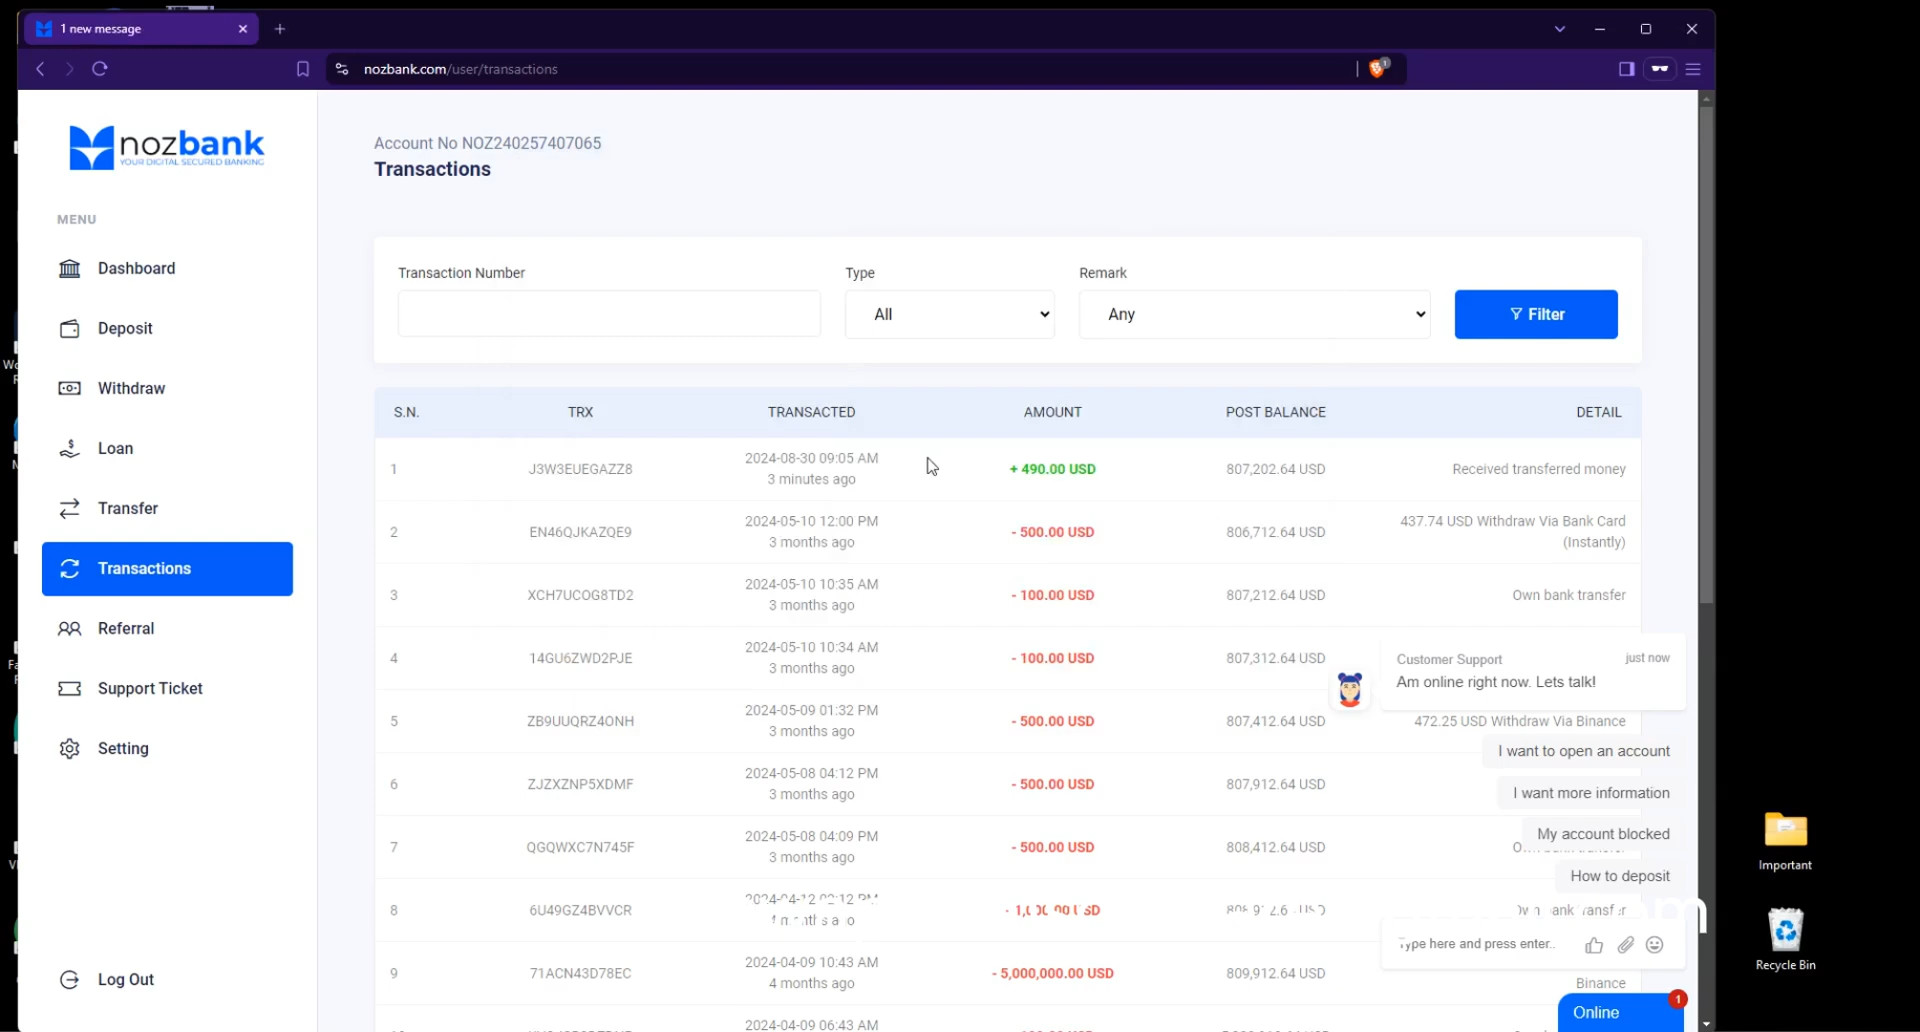 1 new message
nozbank.com/user/transactions
1
nozbank
YOUR DIGITAL SECURED BANKING
MENU
Dashboard
Deposit
Withdraw
Loan
Transfer
Transactions
Referral
Support Ticket
Setting
Log Out
Account No NOZ240257407065
Transactions
Transaction Number Type Remark
All Any Filter
S.N. TRX TRANSACTED AMOUNT POST BALANCE DETAIL
1 J3W3EUEGAZZ8 2024-08-30 09:05 AM + 490.00 USD 807,202.64 USD Received transferred money
3 minutes ago
2 EN46QJKAZQE9 2024-05-10 12:00 PM - 500.00 USD 806,712.64 USD 437.74 USD Withdraw Via Bank Card
3 months ago (Instantly)
3 XCH7UCOG8TD2 2024-05-10 10:35 AM - 100.00 USD 807,212.64 USD Own bank transfer
3 months ago
4 14GU6ZWD2PJE 2024-05-10 10:34 AM - 100.00 USD 807,312.64 USD
3 months ago
5 ZB9UUQRZ4ONH 2024-05-09 01:32 PM - 500.00 USD 807,412.64 USD 472.25 USD Withdraw Via Binance
3 months ago
6 ZJZXZNP5XDMF 2024-05-08 04:12 PM - 500.00 USD 807,912.64 USD
3 months ago
7 QGQWXC7N745F 2024-05-08 04:09 PM - 500.00 USD 808,412.64 USD
3 months ago
8 6U49GZ4BVVCR
9 71ACN43D78EC 2024-04-09 10:43 AM - 5,000,000.00 USD 809,912.64 USD
4 months ago Binance
2024-04-09 06:43 AM
Customer Support just now
Am online right now. Lets talk!
I want to open an account
I want more information
My account blocked
How to deposit
Type here and press enter..
Online 1
Important
Recycle Bin